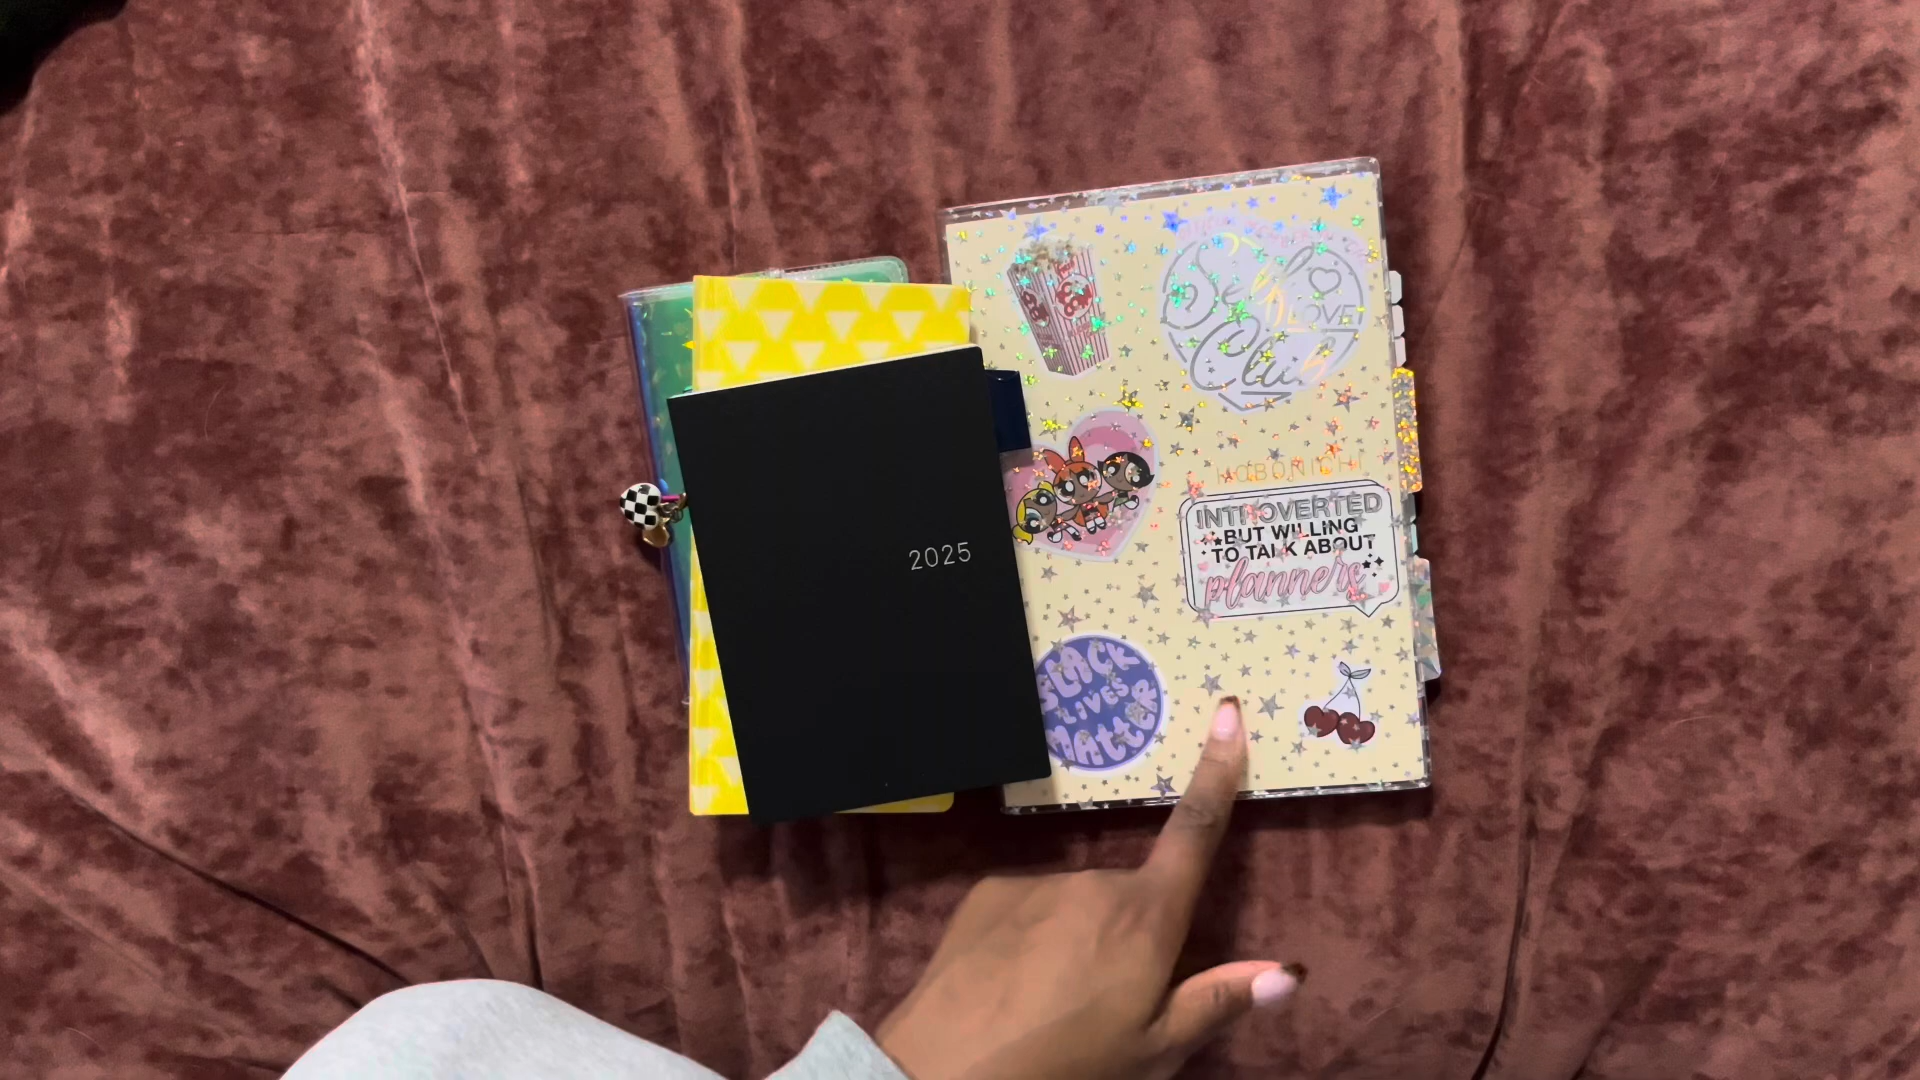 2025
Self
LOVE
Club
HOBONICHI
INTROVERTED
BUT WILLING
TO TALK ABOUT
planners
BLACK
LIVES
MATTER